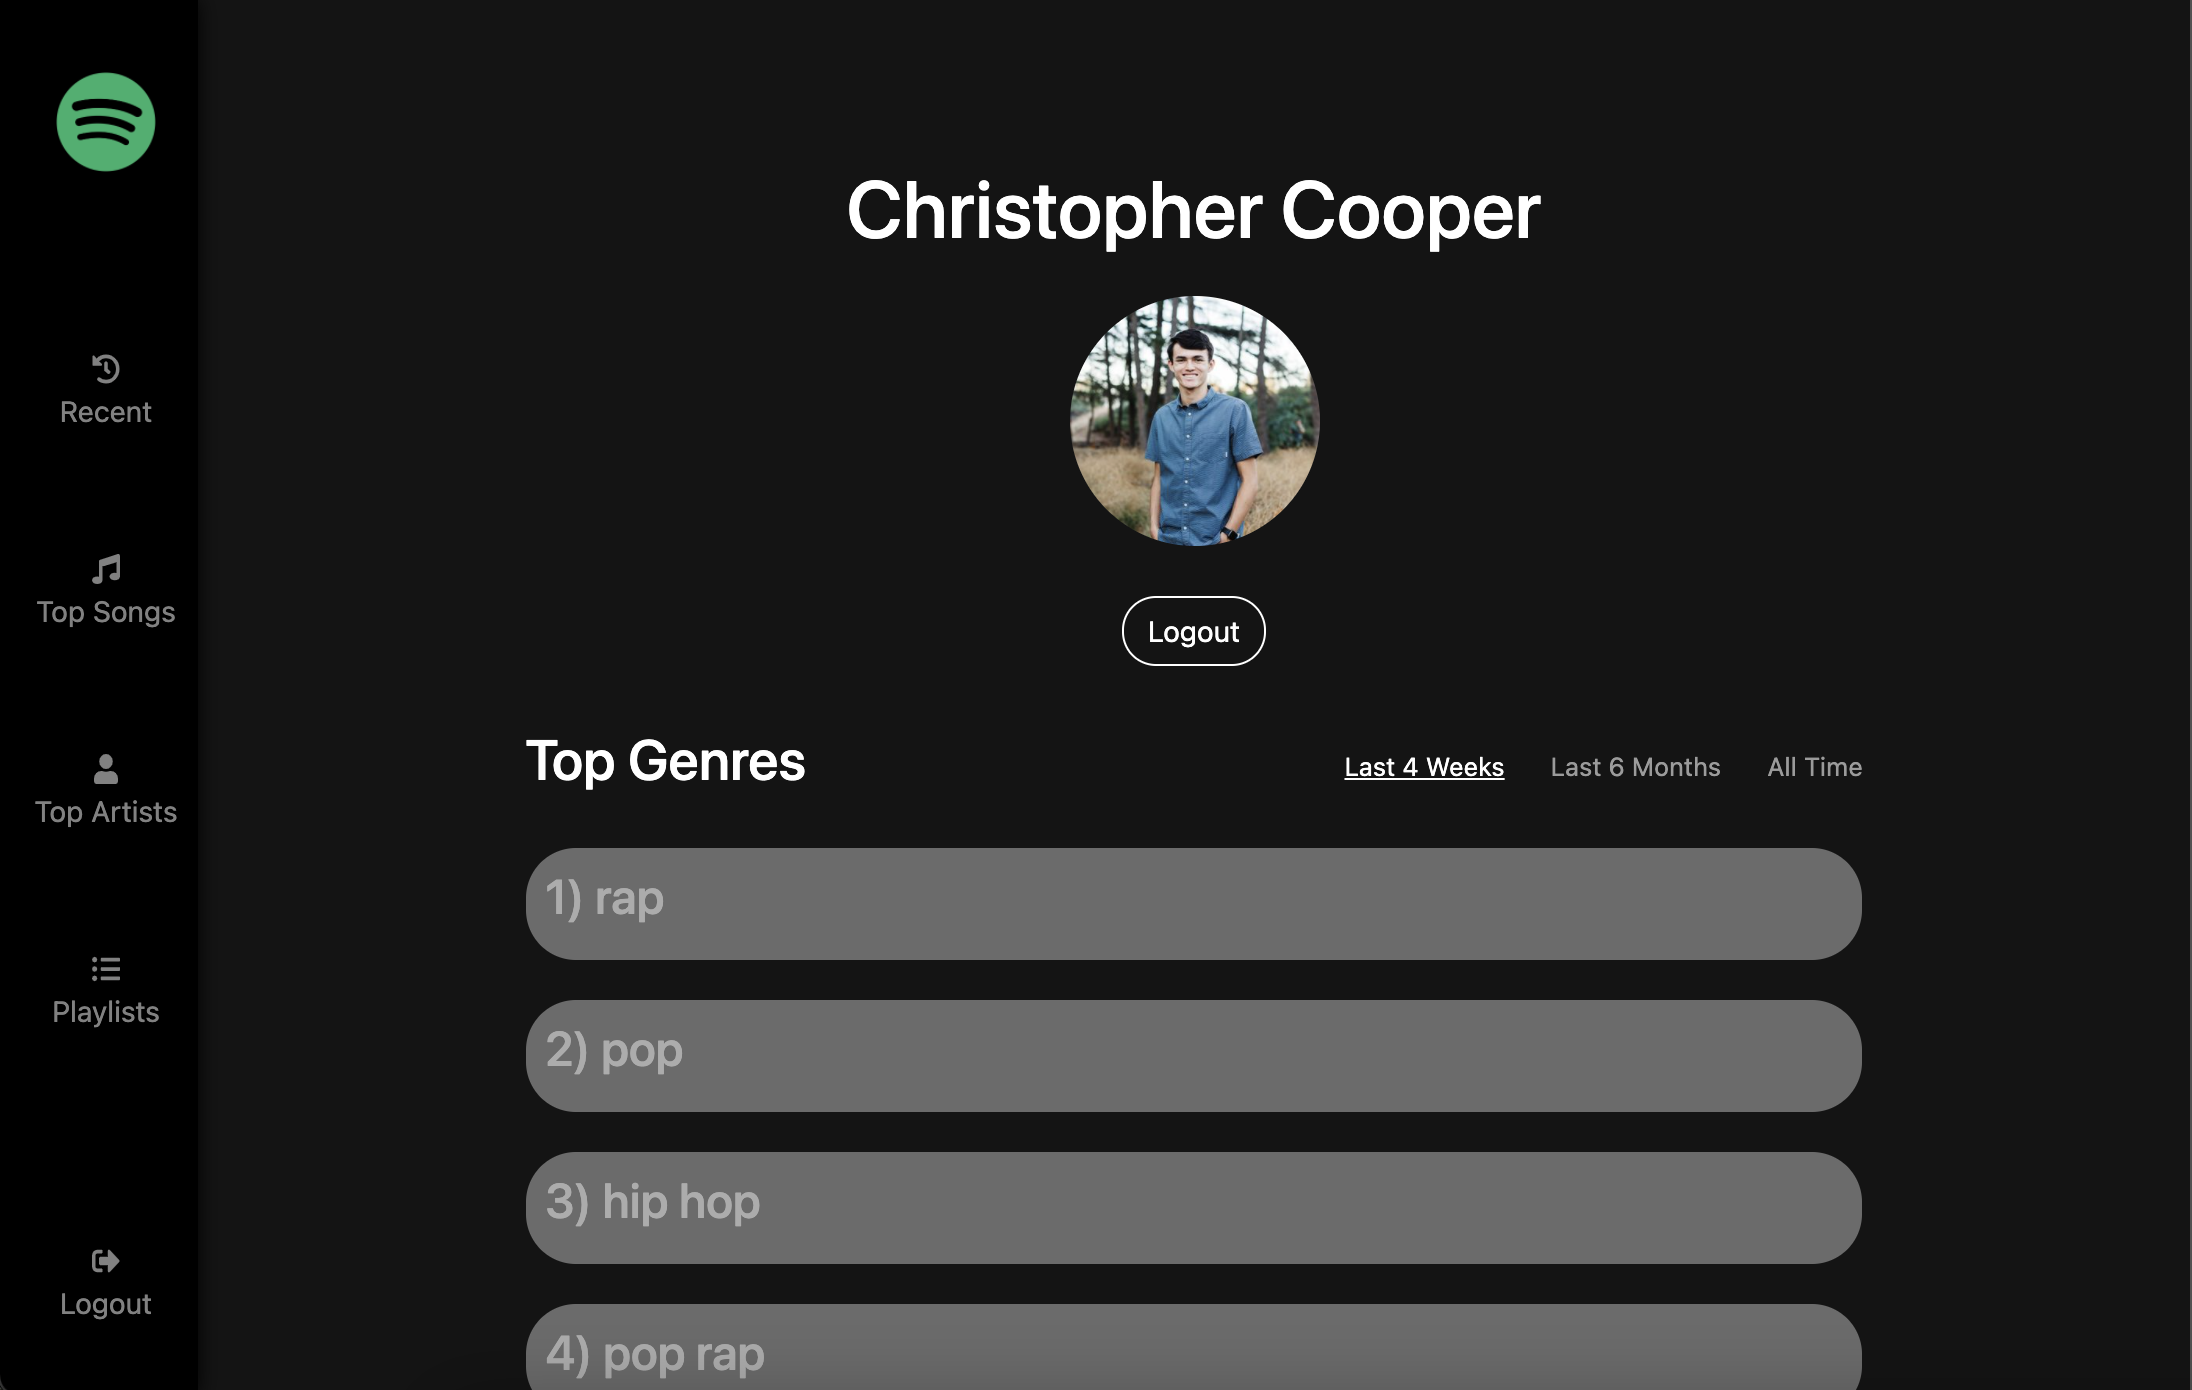 Recent
Top Songs
Top Artists
Playlists
Logout
Christopher Cooper
Logout
Top Genres
Last 4 Weeks Last 6 Months All Time
1) rap
2) pop
3) hip hop
4) pop rap